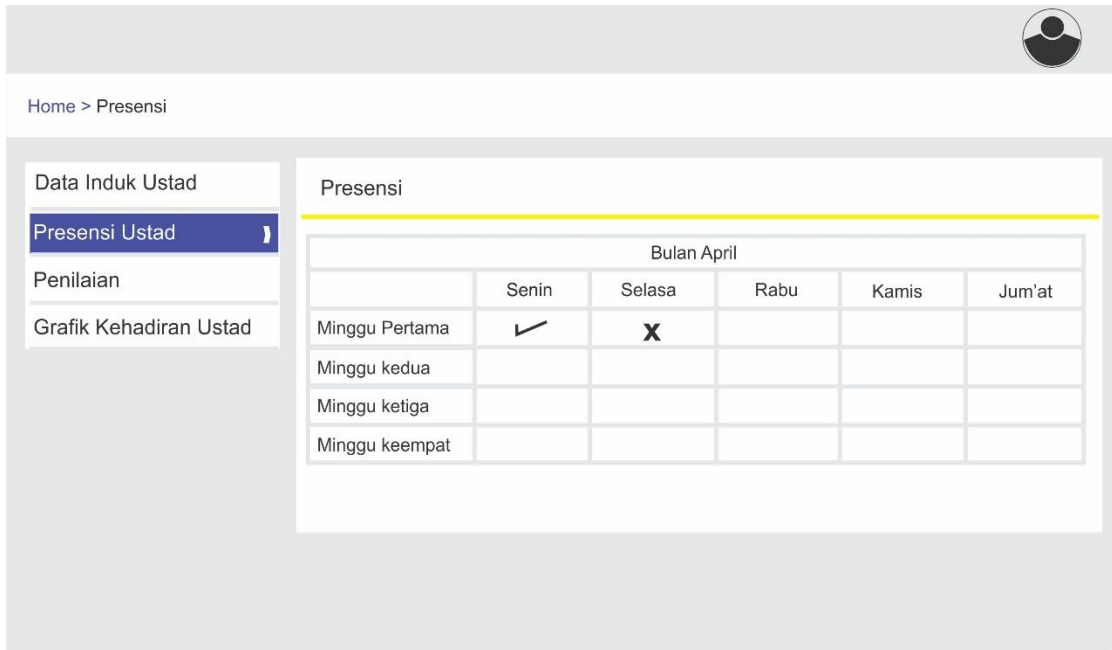 Home > Presensi
Data Induk Ustad
Presensi Ustad
Penilaian
Grafik Kehadiran Ustad
Presensi
Bulan April
Senin Selasa Rabu Kamis Jum'at
Minggu Pertama ✓ X
Minggu kedua
Minggu ketiga
Minggu keempat